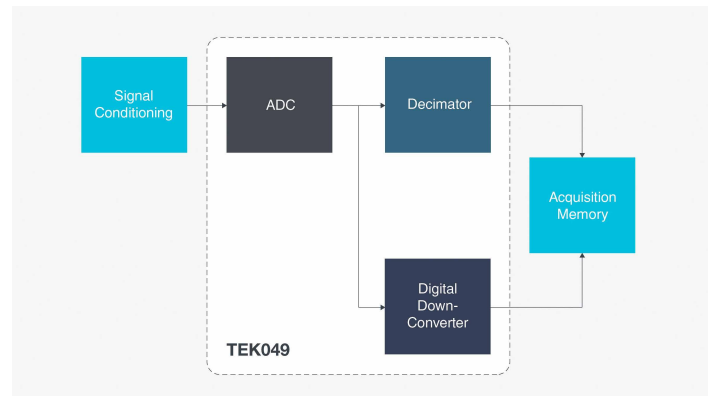 Signal
Conditioning
ADC
Decimator
Acquisition
Memory
Digital
Down-
Converter
TEK049